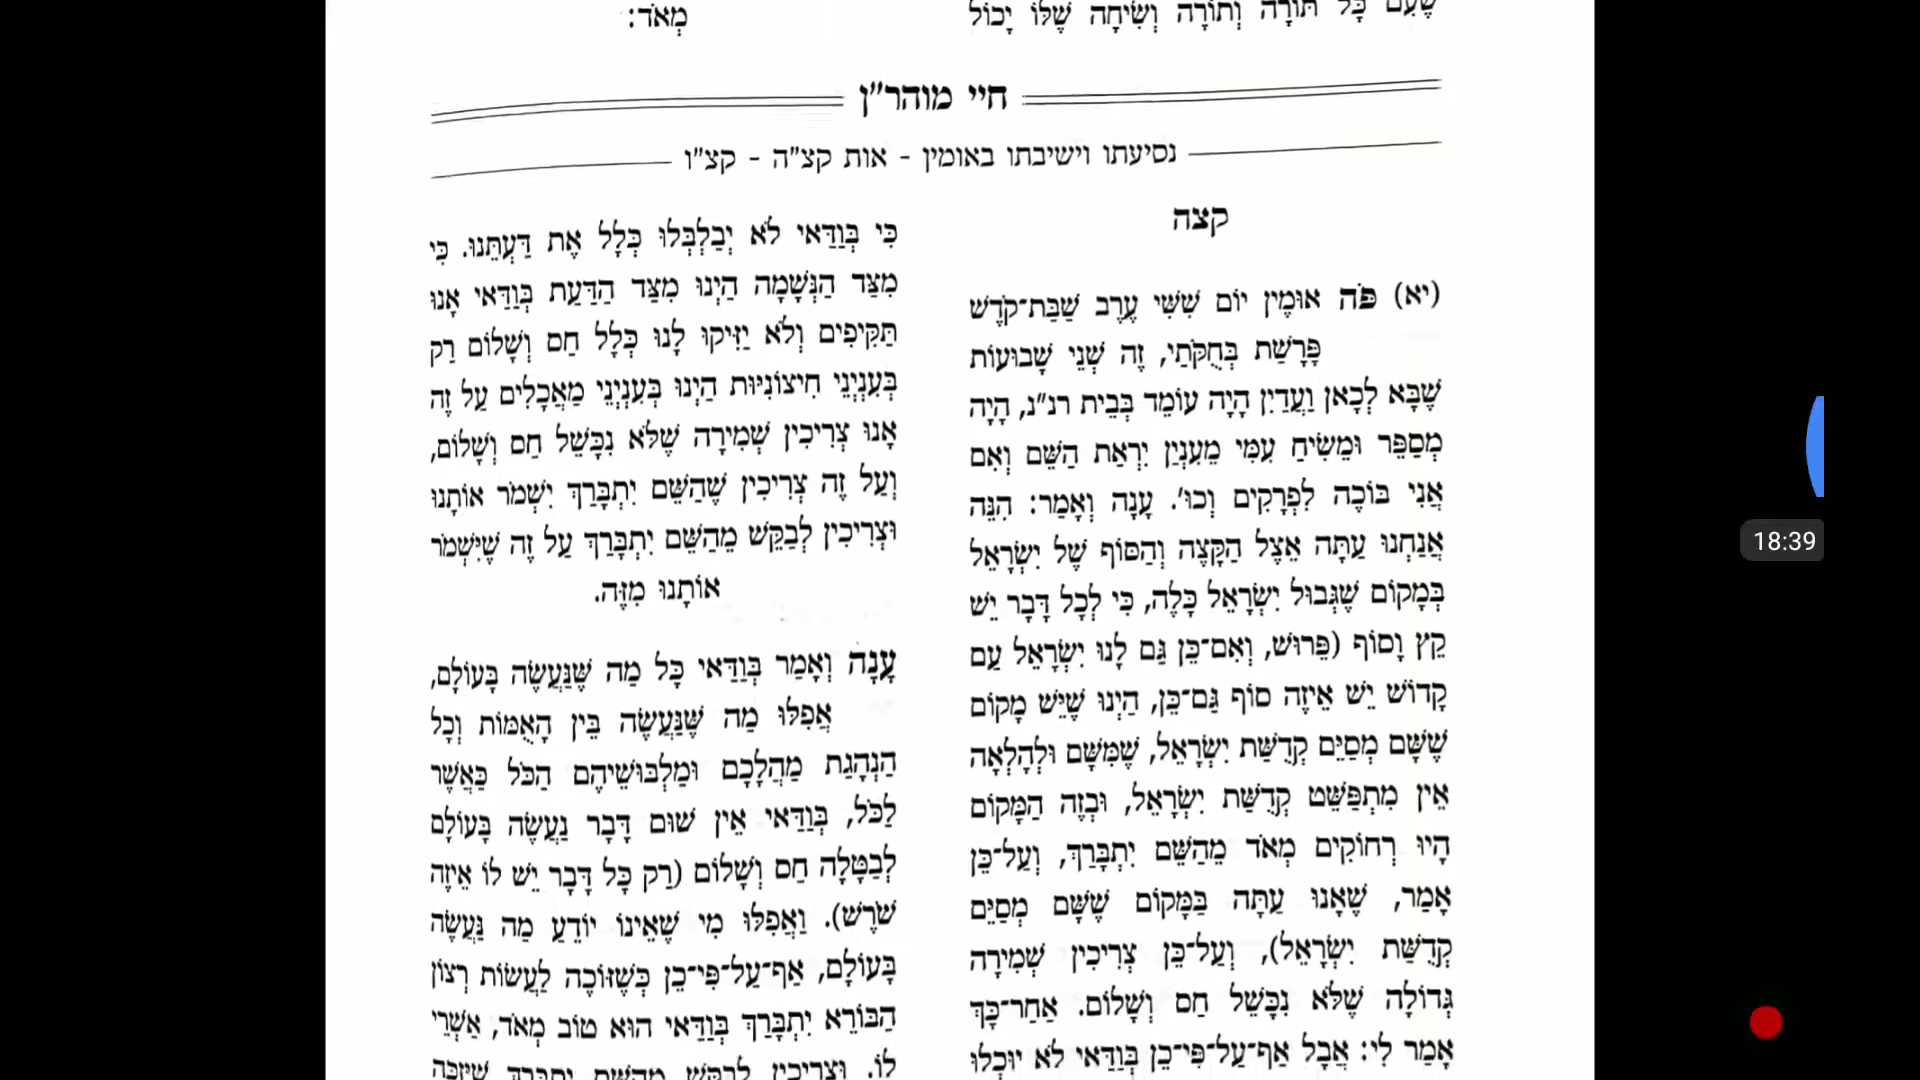 שֶׁעִם כָּל תּוֹרָה וְתוֹרָה וְשִׂיחָה שֶׁלּוֹ יָכוֹל
מְאֹד:
חיי מוהר"ן
נסיעתו וישיבתו באומין - אות קצ"ה - קצ"ו
קצה
(יא) פֹּה אוּמֶין יוֹם שִׁשִּׁי עֶרֶב שַׁבַּת־קֹדֶשׁ
פָּרָשַׁת בְּחֻקֹּתַי, זֶה שְׁנֵי שָׁבוּעוֹת
שֶׁבָּא לְכָאן וַעֲדַיִן הָיָה עוֹמֵד בְּבֵית רנ"נ, הָיָה
מְסַפֵּר וּמֵשִׂיחַ עִמִּי מֵעִנְיַן יִרְאַת הַשֵּׁם וְאִם
אֲנִי בּוֹכֶה לִפְרָקִים וְכוּ'. עָנָה וְאָמַר: הִנֵּה
אֲנַחְנוּ עַתָּה אֵצֶל הַקָּצֶה וְהַסּוֹף שֶׁל יִשְׂרָאֵל
בְּמָקוֹם שֶׁגְּבוּל יִשְׂרָאֵל כָּלֶה, כִּי לְכָל דָּבָר יֵשׁ
קֵץ וָסוֹף (פֵּרוּשׁ, וְאִם־כֵּן גַּם לָנוּ יִשְׂרָאֵל עַם
קָדוֹשׁ יֵשׁ אֵיזֶה סוֹף גַּם־כֵּן, הַיְנוּ שֶׁיֵּשׁ מָקוֹם
שֶׁשָּׁם מְסַיֵּם קְדֻשַּׁת יִשְׂרָאֵל, שֶׁמִּשָּׁם וּלְהָלְאָה
אֵין מִתְפַּשֵּׁט קְדֻשַּׁת יִשְׂרָאֵל, וּבְזֶה הַמָּקוֹם
הָיוּ רְחוֹקִים מְאֹד מֵהַשֵּׁם יִתְבָּרַךְ, וְעַל־כֵּן
אָמַר, שֶׁאָנוּ עַתָּה בַּמָּקוֹם שֶׁשָּׁם מְסַיֵּם
קְדֻשַּׁת יִשְׂרָאֵל), וְעַל־כֵּן צְרִיכִין שְׁמִירָה
גְּדוֹלָה שֶׁלֹּא נִכָּשֵׁל חַס וְשָׁלוֹם. אַחַר־כָּךְ
אָמַר לִי: אֲבָל אַף־עַל־פִּי־כֵן בְּוַדַּאי לֹא יוּכְלוּ
כִּי בְּוַדַּאי לֹא יְבַלְבְּלוּ כְּלָל אֶת דַּעְתֵּנוּ. כִּי
מִצַּד הַנְּשָׁמָה הַיְנוּ מִצַּד הַדַּעַת בְּוַדַּאי אָנוּ
תַּקִּיפִים וְלֹא יַזִּיקוּ לָנוּ כְּלָל חַס וְשָׁלוֹם רַק
בְּעִנְיְנֵי חִיצוֹנִיּוּת הַיְנוּ בְּעִנְיְנֵי מַאֲכָלִים עַל זֶה
אָנוּ צְרִיכִין שְׁמִירָה שֶׁלֹּא נִכָּשֵׁל חַס וְשָׁלוֹם,
וְעַל זֶה צְרִיכִין שֶׁהַשֵּׁם יִתְבָּרַךְ יִשְׁמֹר אוֹתָנוּ
וּצְרִיכִין לְבַקֵּשׁ מֵהַשֵּׁם יִתְבָּרַךְ עַל זֶה שֶׁיִּשְׁמֹר
אוֹתָנוּ מִזֶּה.
עָנָה וְאָמַר בְּוַדַּאי כָּל מַה שֶּׁנַּעֲשֶׂה בָּעוֹלָם,
אֲפִלּוּ מַה שֶּׁנַּעֲשֶׂה בֵּין הָאֻמּוֹת וְכָל
הַנְהָגַת מַהֲלָכָם וּמַלְבּוּשֵׁיהֶם הַכֹּל כַּאֲשֶׁר
לַכֹּל, בְּוַדַּאי אֵין שׁוּם דָּבָר נַעֲשֶׂה בָּעוֹלָם
לְבַטָּלָה חַס וְשָׁלוֹם (רַק כָּל דָּבָר יֵשׁ לוֹ אֵיזֶה
שֹׁרֶשׁ). וַאֲפִלּוּ מִי שֶׁאֵינוֹ יוֹדֵעַ מַה נַּעֲשֶׂה
בָּעוֹלָם, אַף־עַל־פִּי־כֵן כְּשֶׁזּוֹכֶה לַעֲשׂוֹת רְצוֹן
הַבּוֹרֵא יִתְבָּרַךְ בְּוַדַּאי הוּא טוֹב מְאֹד, אַשְׁרֵי
לוֹ. וּצְרִיכִין לְבַקֵּשׁ מֵהַשֵּׁם יִתְבָּרַךְ שֶׁיִּזְכֶּה
18:39